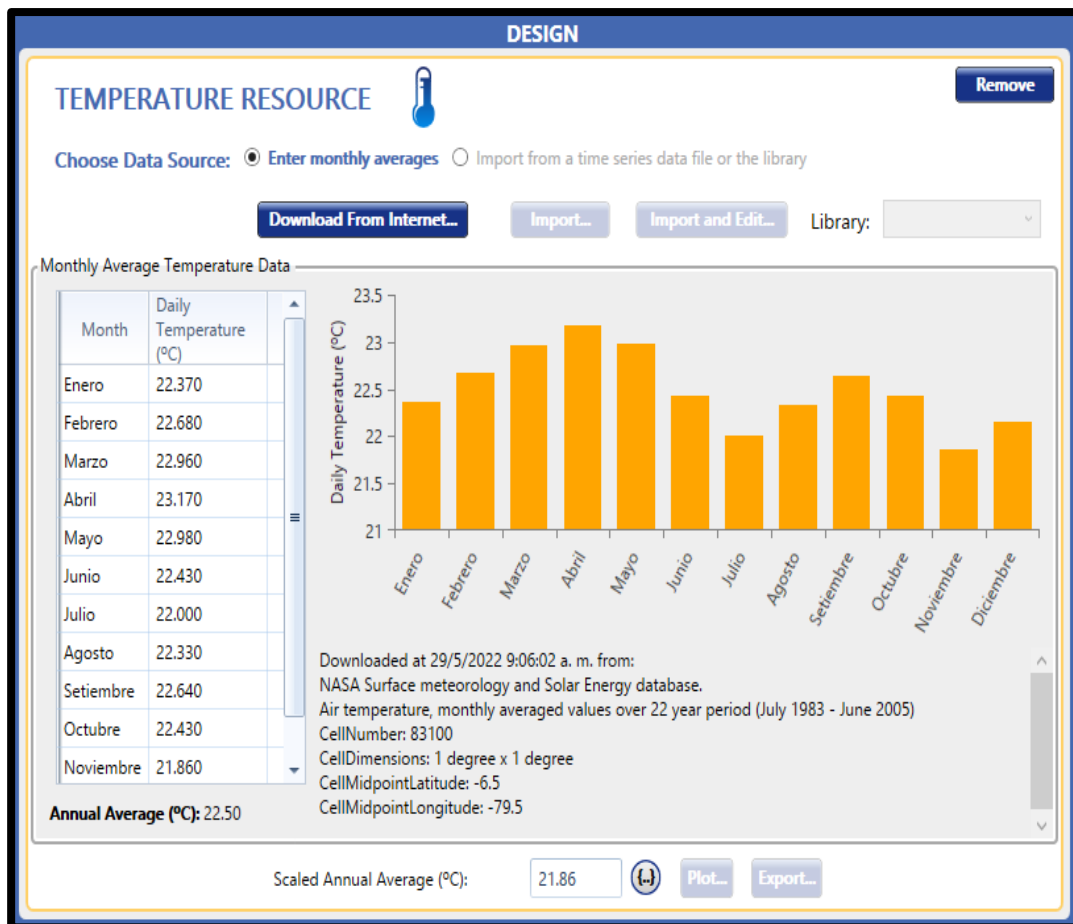 DESIGN
TEMPERATURE RESOURCE
Remove
Choose Data Source: Enter monthly averages Import from a time series data file or the library
Download From Internet... Import... Import and Edit... Library:
Monthly Average Temperature Data
Month Daily Temperature (ºC)
Enero 22.370
Febrero 22.680
Marzo 22.960
Abril 23.170
Mayo 22.980
Junio 22.430
Julio 22.000
Agosto 22.330
Setiembre 22.640
Octubre 22.430
Noviembre 21.860
Annual Average (ºC): 22.50
Daily Temperature (ºC)
23.5
23
22.5
22
21.5
21
Enero Febrero Marzo Abril Mayo Junio Julio Agosto Setiembre Octubre Noviembre Diciembre
Downloaded at 29/5/2022 9:06:02 a. m. from:
NASA Surface meteorology and Solar Energy database.
Air temperature, monthly averaged values over 22 year period (July 1983 - June 2005)
CellNumber: 83100
CellDimensions: 1 degree x 1 degree
CellMidpointLatitude: -6.5
CellMidpointLongitude: -79.5
Scaled Annual Average (ºC): 21.86 {..} Plot... Export...